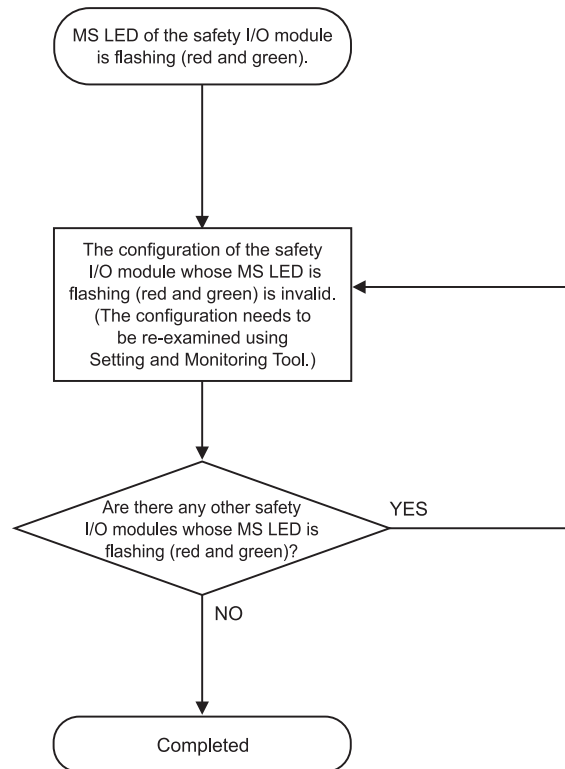 MS LED of the safety I/O module
is flashing (red and green).
The configuration of the safety
I/O module whose MS LED is
flashing (red and green) is invalid.
(The configuration needs to
be re-examined using
Setting and Monitoring Tool.)
Are there any other safety
I/O modules whose MS LED is
flashing (red and green)?
YES
NO
Completed